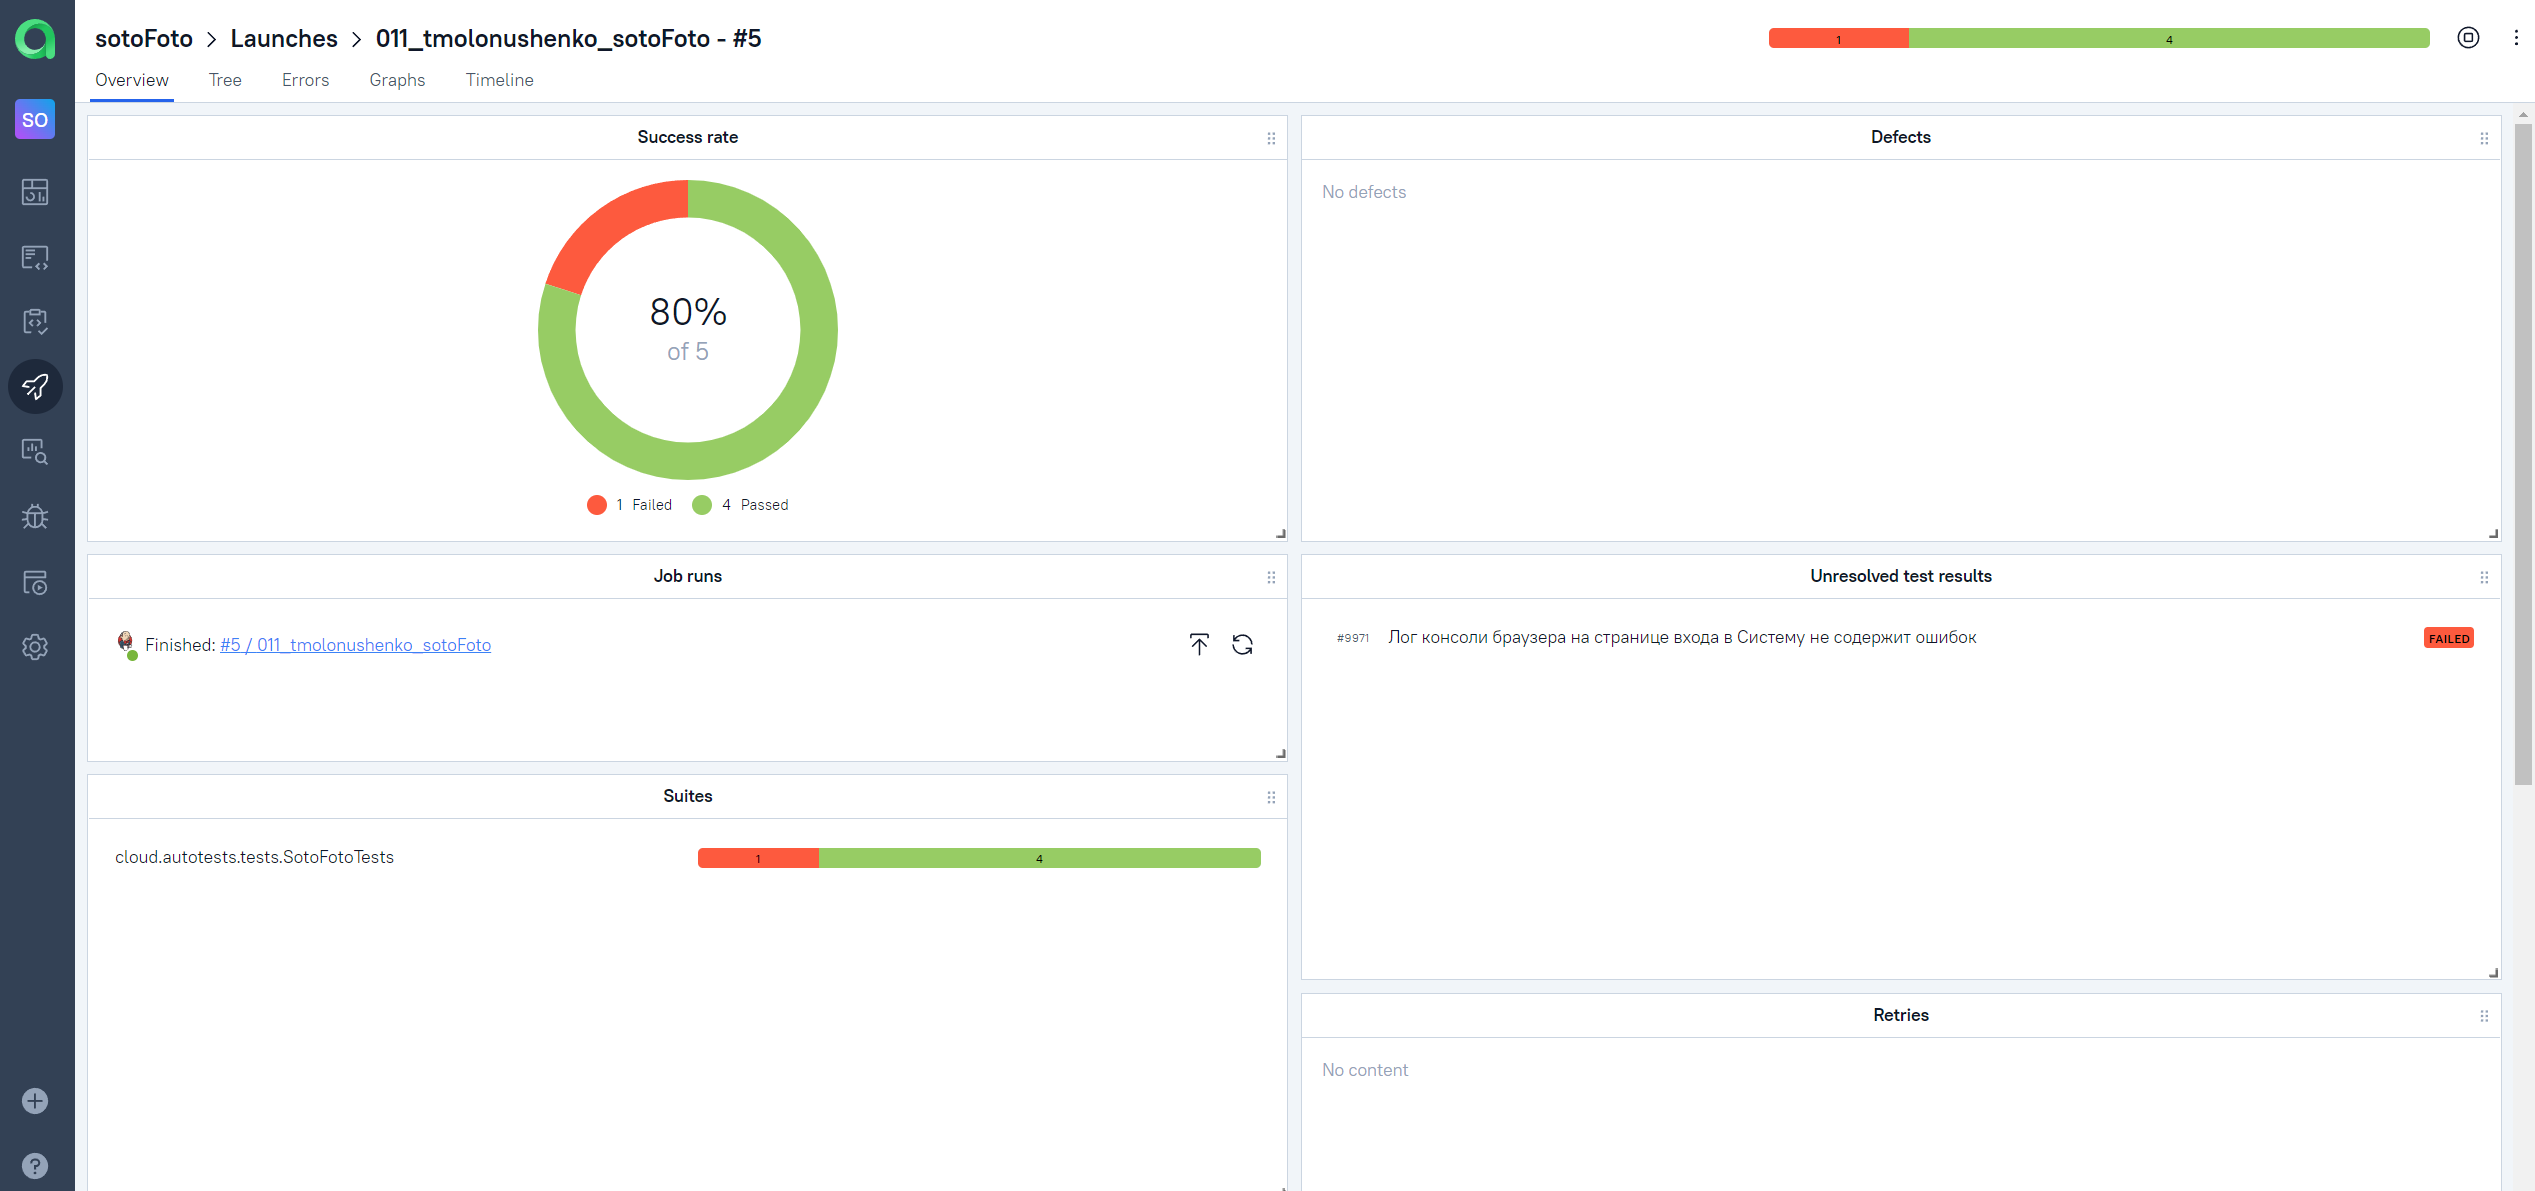 sotoFoto > Launches > 011_tmolonushenko_sotoFoto - #5
1 4
Overview Tree Errors Graphs Timeline
SO
Success rate
80%
of 5
1 Failed 4 Passed
Defects
No defects
Job runs
Finished: #5 / 011_tmolonushenko_sotoFoto
Unresolved test results
#9971 Лог консоли браузера на странице входа в Систему не содержит ошибок FAILED
Suites
cloud.autotests.tests.SotoFotoTests 1 4
Retries
No content